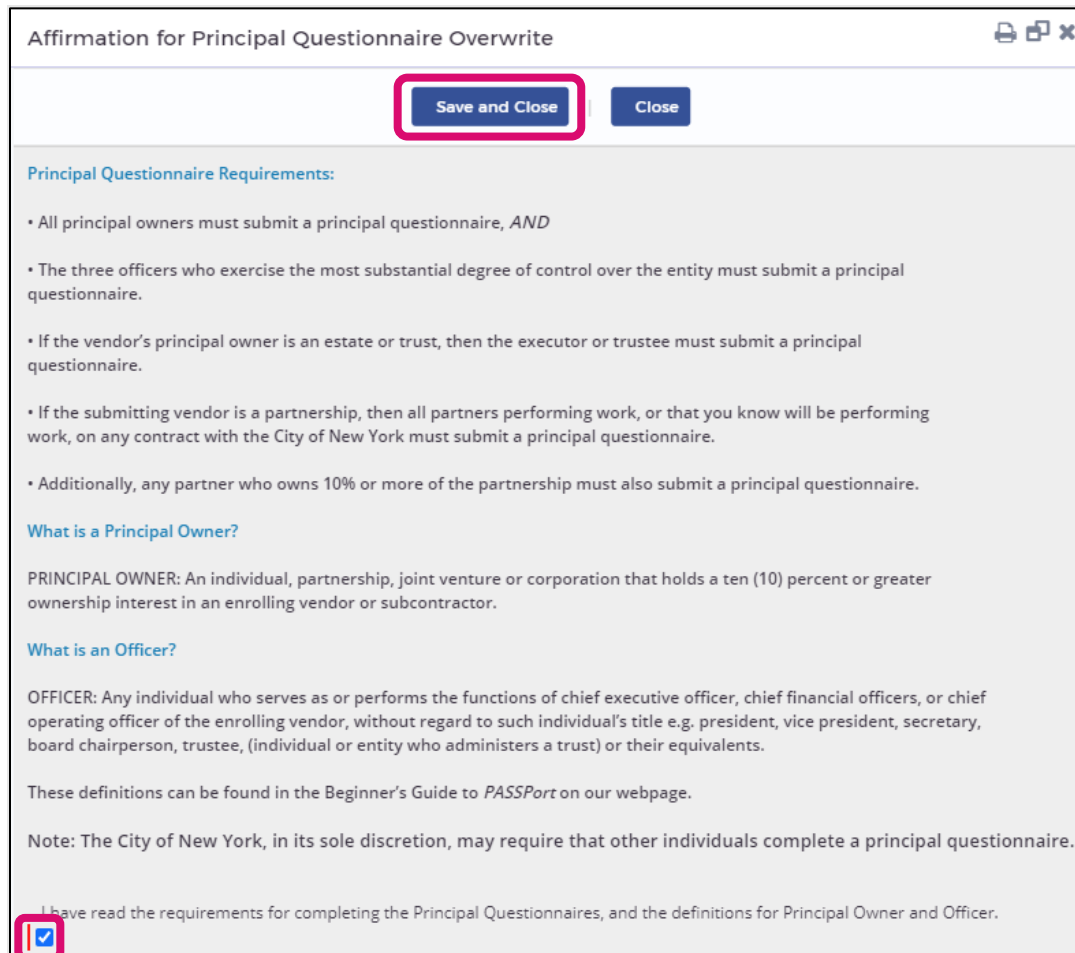 Affirmation for Principal Questionnaire Overwrite
Save and Close | Close
Principal Questionnaire Requirements:
• All principal owners must submit a principal questionnaire, AND
• The three officers who exercise the most substantial degree of control over the entity must submit a principal
questionnaire.
• If the vendor's principal owner is an estate or trust, then the executor or trustee must submit a principal
questionnaire.
• If the submitting vendor is a partnership, then all partners performing work, or that you know will be performing
work, on any contract with the City of New York must submit a principal questionnaire.
• Additionally, any partner who owns 10% or more of the partnership must also submit a principal questionnaire.
What is a Principal Owner?
PRINCIPAL OWNER: An individual, partnership, joint venture or corporation that holds a ten (10) percent or greater
ownership interest in an enrolling vendor or subcontractor.
What is an Officer?
OFFICER: Any individual who serves as or performs the functions of chief executive officer, chief financial officers, or chief
operating officer of the enrolling vendor, without regard to such individual's title e.g. president, vice president, secretary,
board chairperson, trustee, (individual or entity who administers a trust) or their equivalents.
These definitions can be found in the Beginner's Guide to PASSPort on our webpage.
Note: The City of New York, in its sole discretion, may require that other individuals complete a principal questionnaire.
I have read the requirements for completing the Principal Questionnaires, and the definitions for Principal Owner and Officer.